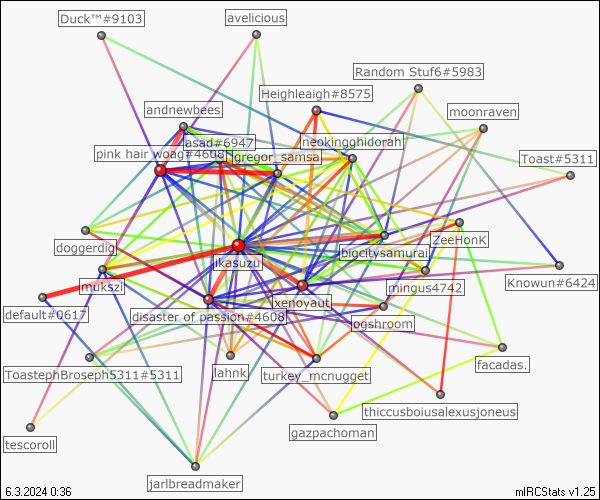 Duck™#9103
avelicious
Random Stuf6#5983
Heighleigh#8575
andnewbees
moonraven
asad#6947
neokingghidorah
pink hair woag#4608
gregor_samsa
Toast#5311
doggerdig
ZeeHonK
bigcitysamurai
ikasuzu
Knowun#6424
mukszi
mingus4742
xenoyaut
default#0617
disaster of passion#4608
ogshroom
facadas.
ToastephBroseph5311#5311
lahnk
turkey_mcnugget
thiccusboiusalexusjoneus
gazpachoman
tescoroll
jarlbreadmaker
6.3.2024 0:36
mIRCStats v1.25